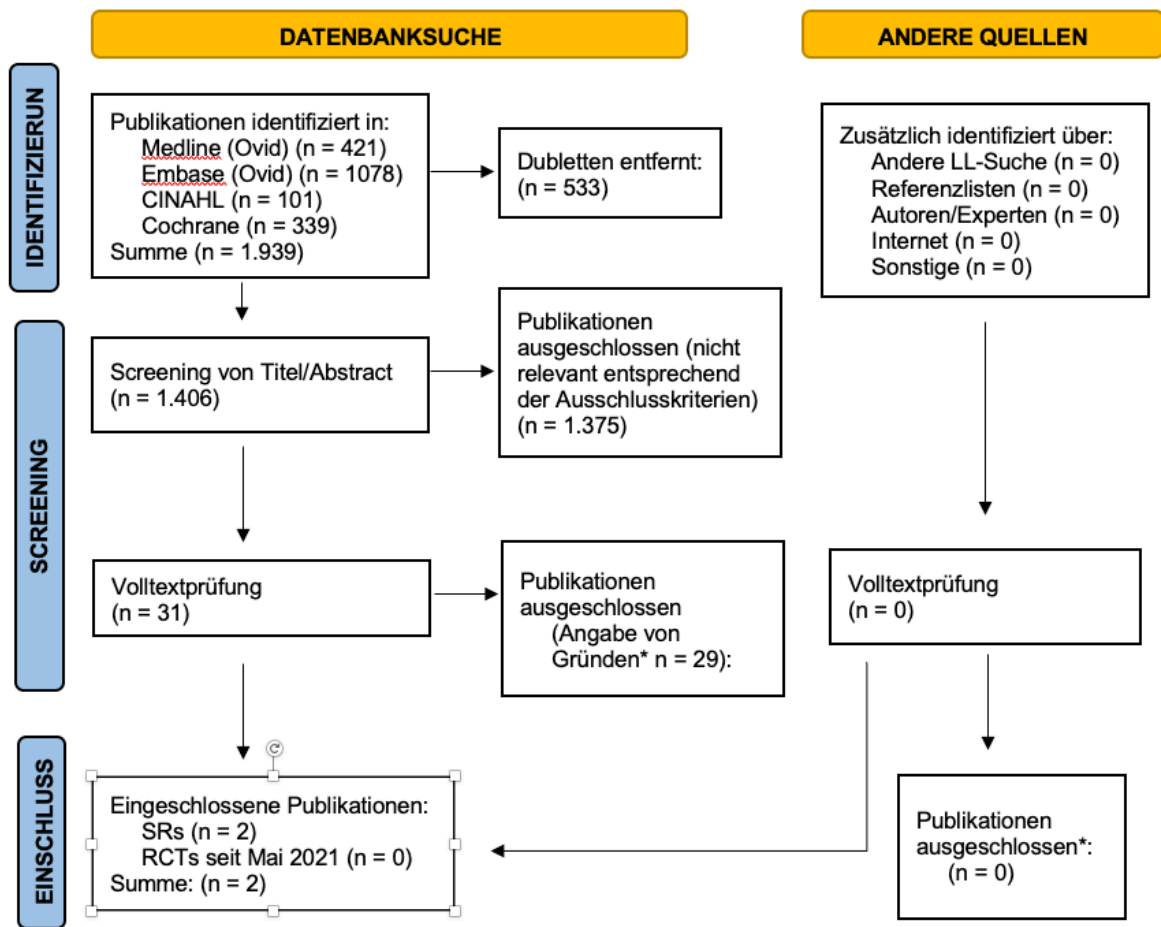 DATENBANKSUCHE
ANDERE QUELLEN
IDENTIFIZIERUN
Publikationen identifiziert in:
Medline (Ovid) (n = 421)
Embase (Ovid) (n = 1078)
CINAHL (n = 101)
Cochrane (n = 339)
Summe (n = 1.939)
Dubletten entfernt:
(n = 533)
Zusätzlich identifiziert über:
Andere LL-Suche (n = 0)
Referenzlisten (n = 0)
Autoren/Experten (n = 0)
Internet (n = 0)
Sonstige (n = 0)
SCREENING
Screening von Titel/Abstract
(n = 1.406)
Publikationen
ausgeschlossen (nicht
relevant entsprechend
der Ausschlusskriterien)
(n = 1.375)
Volltextprüfung
(n = 31)
Publikationen
ausgeschlossen
(Angabe von
Gründen* n = 29):
Volltextprüfung
(n = 0)
EINSCHLUSS
Eingeschlossene Publikationen:
SRs (n = 2)
RCTs seit Mai 2021 (n = 0)
Summe: (n = 2)
Publikationen
ausgeschlossen*:
(n = 0)